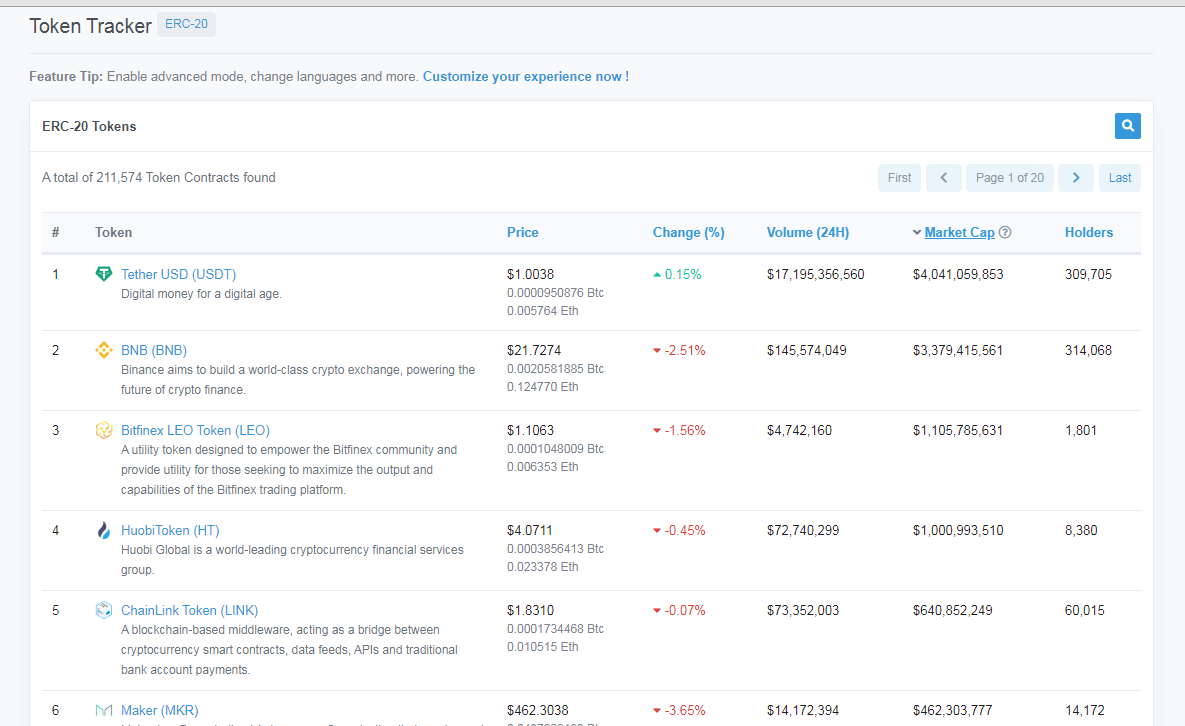 Token Tracker ERC-20
Feature Tip: Enable advanced mode, change languages and more. Customize your experience now !
ERC-20 Tokens
A total of 211,574 Token Contracts found
First Page 1 of 20 Last
# Token Price Change (%) Volume (24H) Market Cap Holders
1 Tether USD (USDT) $1.0038 0.15% $17,195,356,560 $4,041,059,853 309,705
Digital money for a digital age. 0.0000950876 Btc
0.005764 Eth
2 BNB (BNB) $21.7274 -2.51% $145,574,049 $3,379,415,561 314,068
Binance aims to build a world-class crypto exchange, powering the 0.0020581885 Btc
future of crypto finance. 0.124770 Eth
3 Bitfinex LEO Token (LEO) $1.1063 -1.56% $4,742,160 $1,105,785,631 1,801
A utility token designed to empower the Bitfinex community and 0.0001048009 Btc
provide utility for those seeking to maximize the output and 0.006353 Eth
capabilities of the Bitfinex trading platform.
4 HuobiToken (HT) $4.0711 -0.45% $72,740,299 $1,000,993,510 8,380
Huobi Global is a world-leading cryptocurrency financial services 0.0003856413 Btc
group. 0.023378 Eth
5 ChainLink Token (LINK) $1.8310 -0.07% $73,352,003 $640,852,249 60,015
A blockchain-based middleware, acting as a bridge between 0.0001734468 Btc
cryptocurrency smart contracts, data feeds, APIs and traditional 0.010515 Eth
bank account payments.
6 Maker (MKR) $462.3038 -3.65% $14,172,394 $462,303,777 14,172